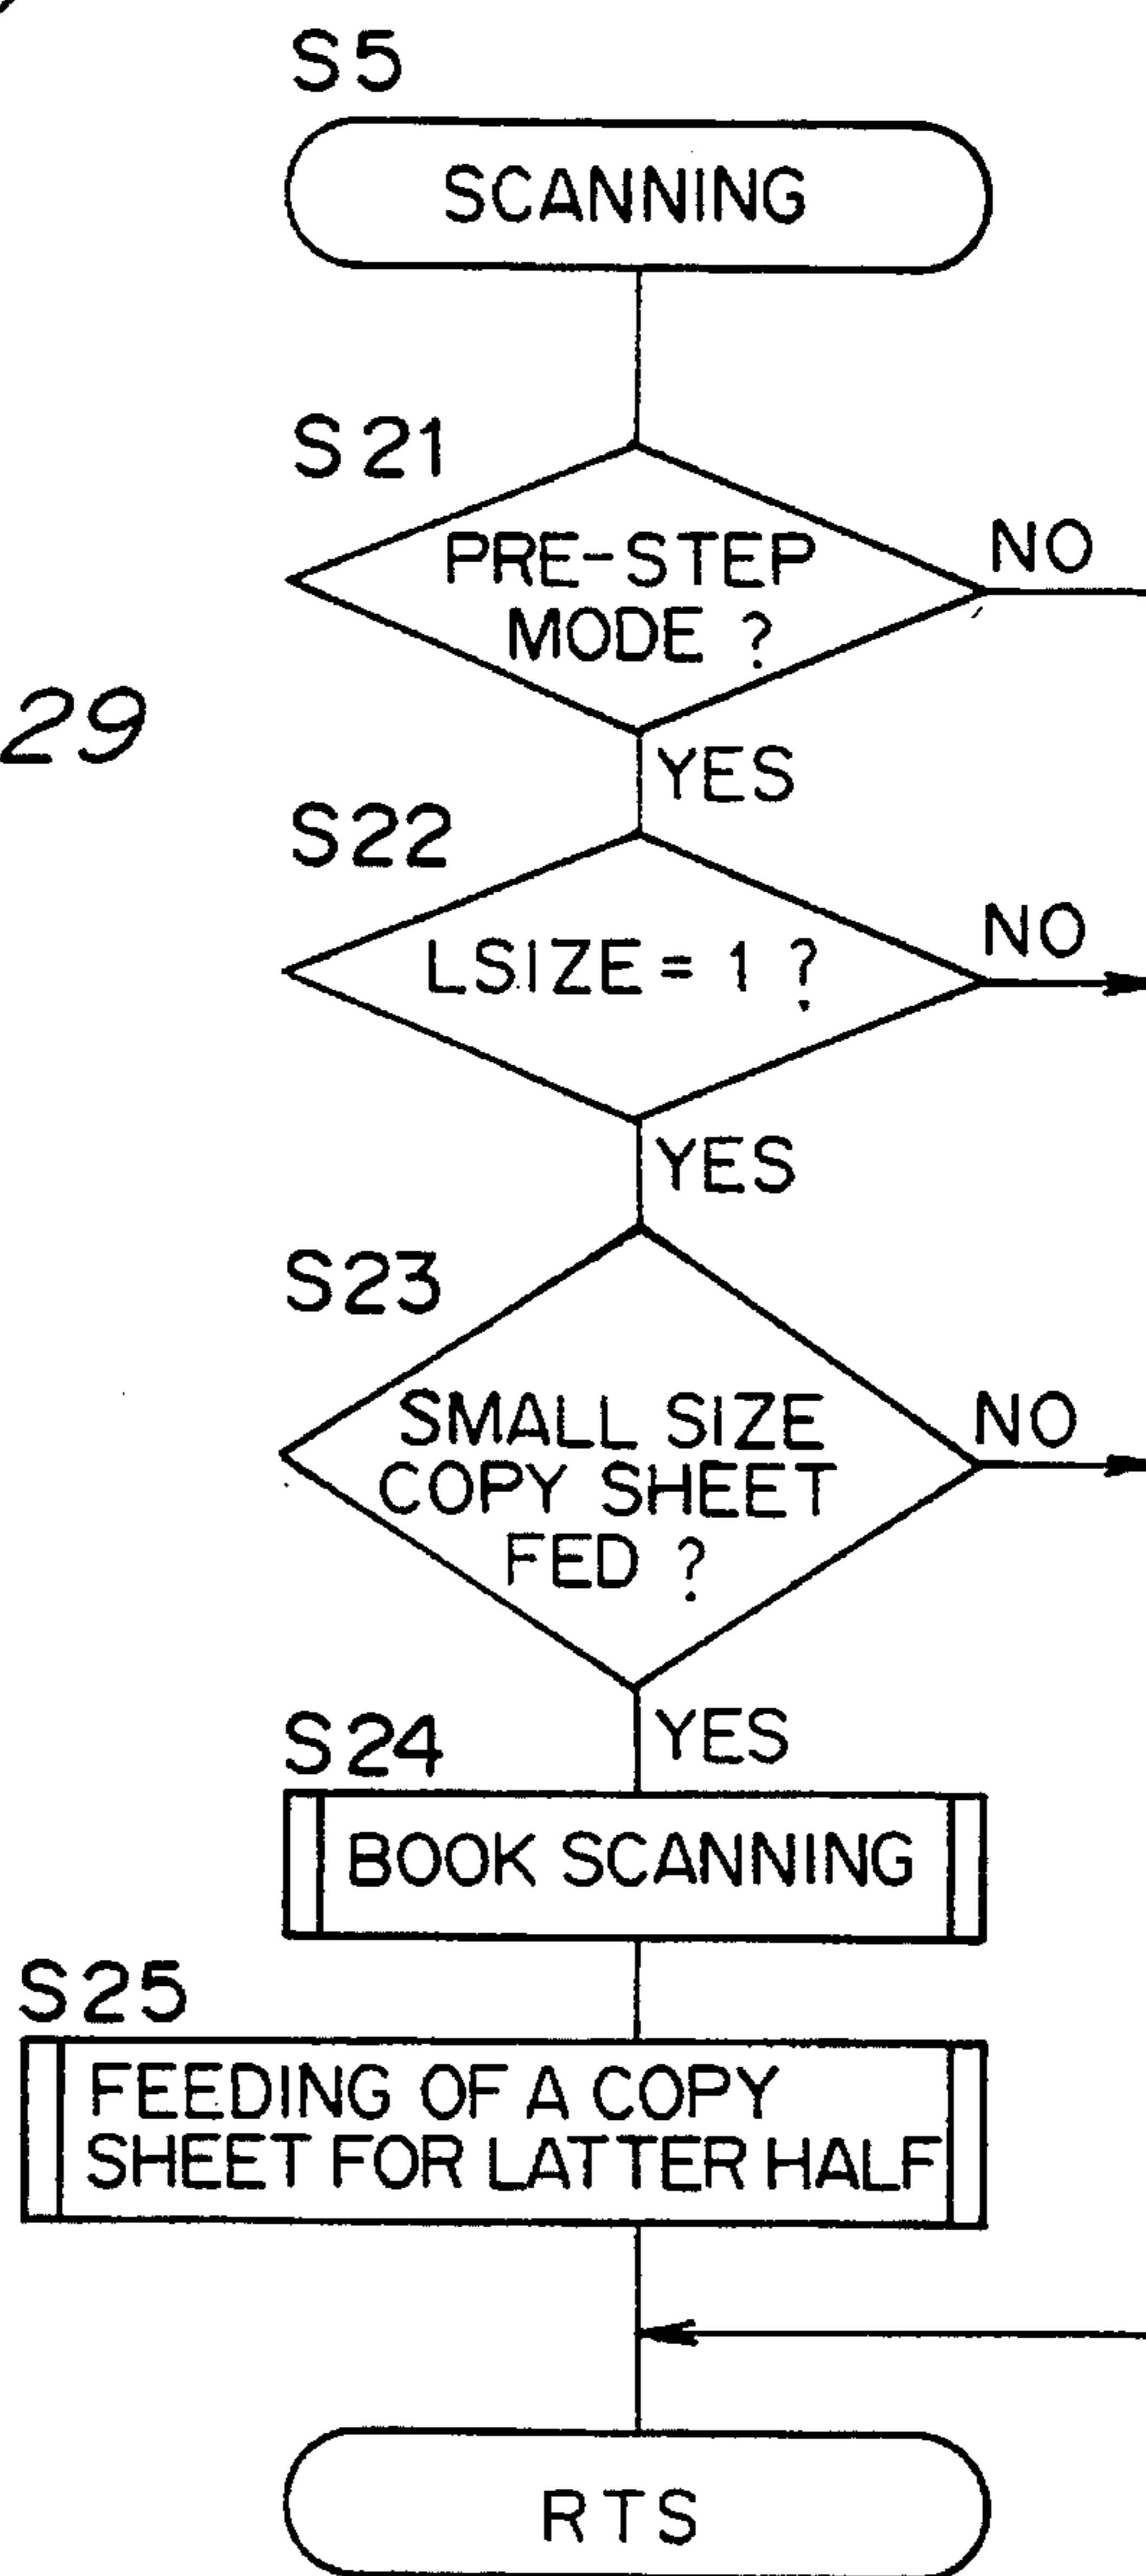 S5
SCANNING
S21
PRE-STEP
MODE ?
NO
29
YES
S22
LSIZE = 1 ?
NO
YES
S23
SMALL SIZE
COPY SHEET
FED ?
NO
YES
S24
BOOK SCANNING
S25
FEEDING OF A COPY
SHEET FOR LATTER HALF
RTS